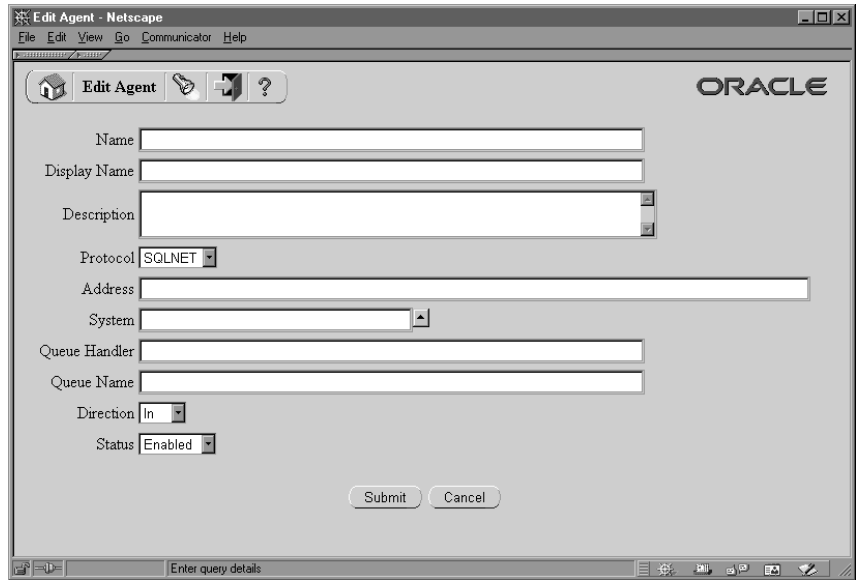 Edit Agent - Netscape
File Edit View Go Communicator Help
Edit Agent ?
ORACLE
Name
Display Name
Description
Protocol SQLNET
Address
System
Queue Handler
Queue Name
Direction In
Status Enabled
Submit Cancel
Enter query details